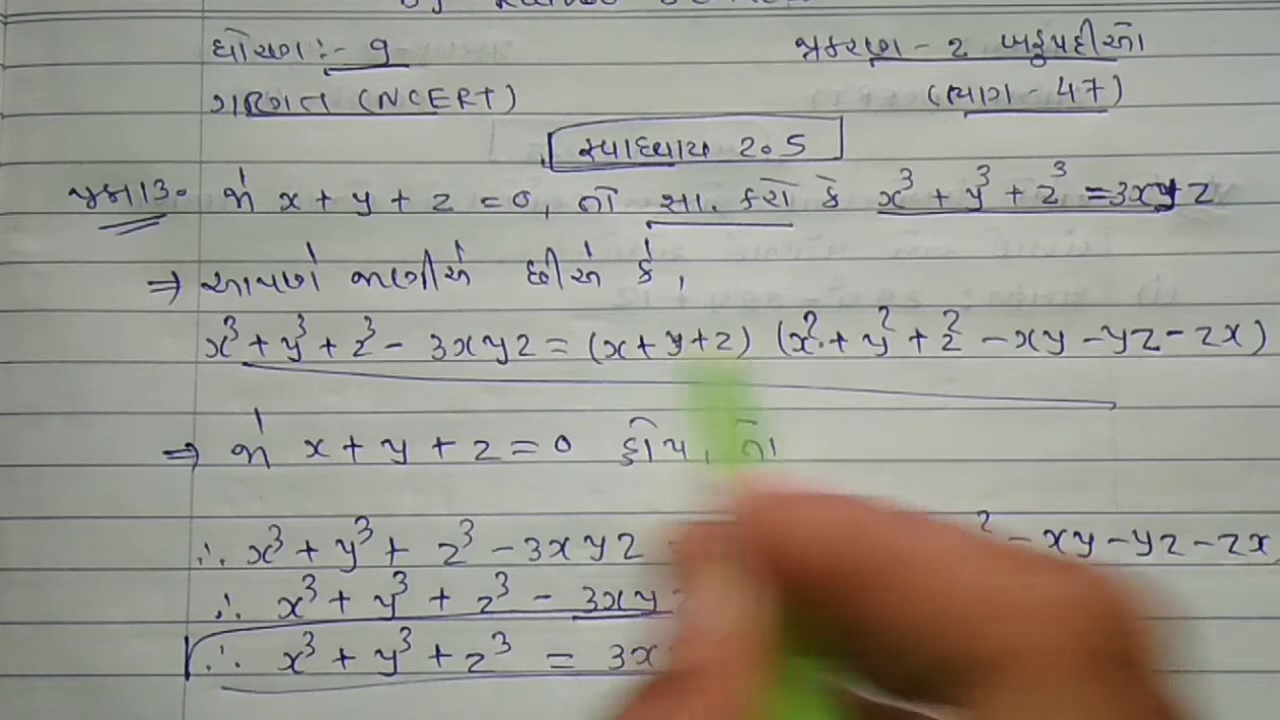 ધોરણ :- 9
પ્રકરણ - 2 બહુપદીઓ
ગણિત (NCERT)
(ભાગ - 47)
સ્વાધ્યાય 2.5
પ્રશ્ન 13. જો x + y + z = 0, તો સા. કરો કે x³ + y³ + z³ = 3xyz
⇒ આપણે જાણીએ છીએ કે,
x³ + y³ + z³ - 3xyz = (x + y + z) (x² + y² + z² - xy - yz - zx)
⇒ જો x + y + z = 0 હોય, તો
∴ x³ + y³ + z³ - 3xyz ² - xy - yz - zx
∴ x³ + y³ + z³ - 3xy
∴ x³ + y³ + z³ = 3x